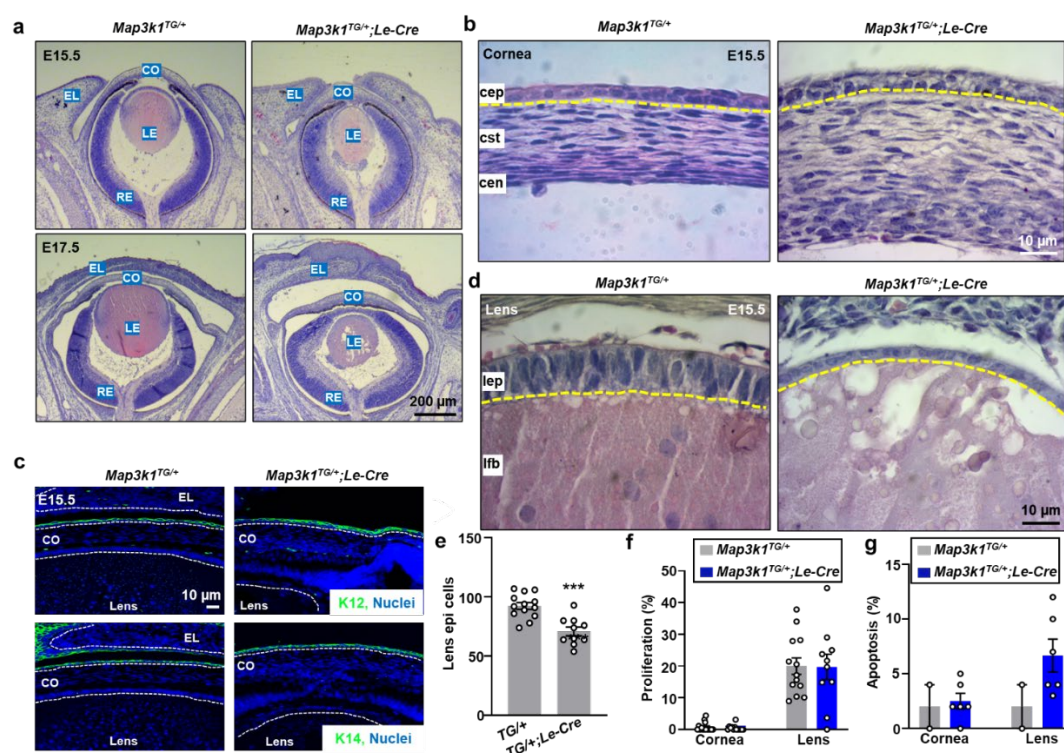 a
Map3k1TG/+
Map3k1TG/+;Le-Cre
E15.5
CO
EL
LE
RE
EL
CO
LE
RE
E17.5
EL
CO
LE
RE
EL
CO
LE
RE
200 µm
b
Map3k1TG/+
Map3k1TG/+;Le-Cre
Cornea
E15.5
cep
cst
cen
10 µm
c
Map3k1TG/+
Map3k1TG/+;Le-Cre
E15.5
EL
CO
Lens
10 µm
CO
Lens
K12, Nuclei
EL
CO
Lens
CO
Lens
K14, Nuclei
d
Map3k1TG/+
Map3k1TG/+;Le-Cre
Lens
E15.5
lep
lfb
10 µm
e
Lens epi cells
150
100
50
0
***
TG/+
TG/+;Le-Cre
f
Map3k1TG/+
Map3k1TG/+;Le-Cre
Proliferation (%)
50
40
30
20
10
0
Cornea
Lens
g
Map3k1TG/+
Map3k1TG/+;Le-Cre
Apoptosis (%)
15
10
5
0
Cornea
Lens